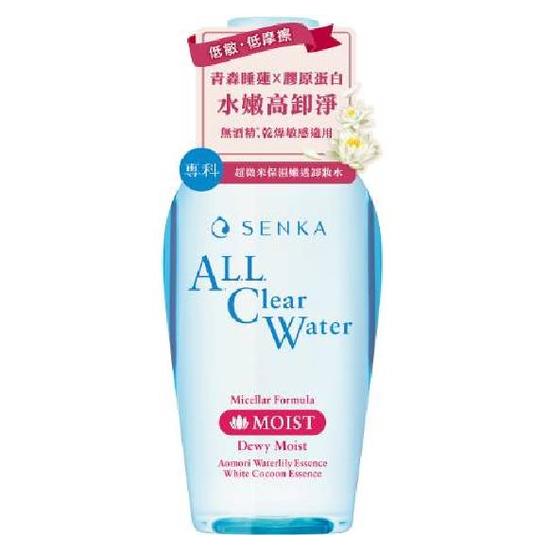 低敏・低摩擦
青森睡蓮×膠原蛋白
水嫩高卸淨
無酒精、乾燥敏感適用
專科
超微米保濕嫩透卸妝水
SENKA
A.L.L.
Clear
Water
Micellar Formula
MOIST
Dewy Moist
Aomori Waterlily Essence
White Cocoon Essence